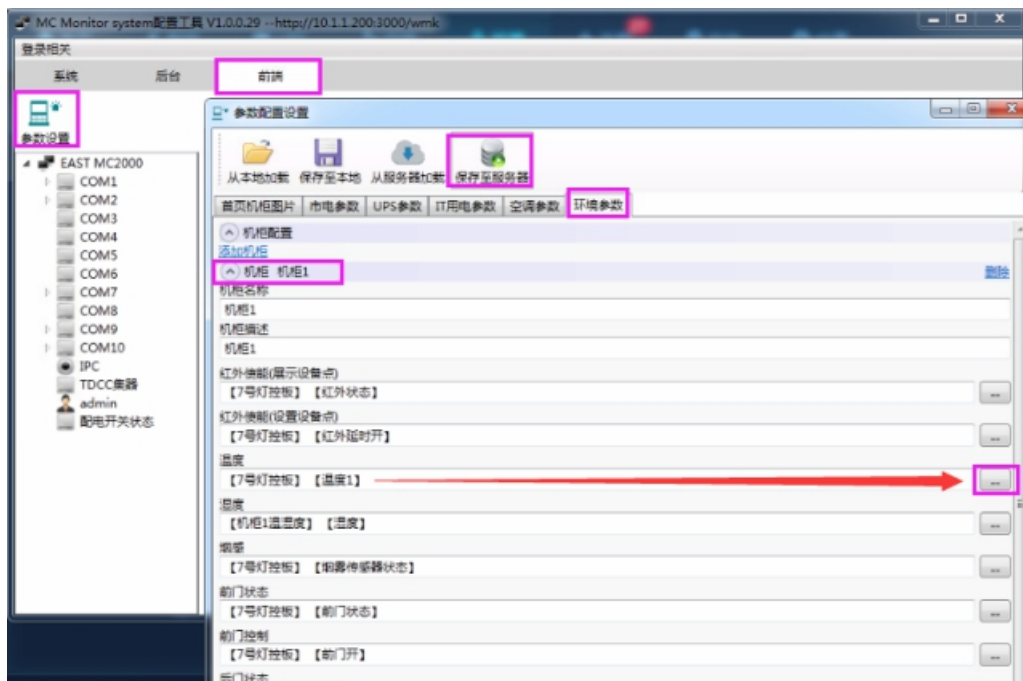 MC Monitor system配置工具 V1.0.0.29 --http://10.1.1.200:3000/wmk
登录相关
系统 后台 前端
参数设置
EAST MC2000
COM1
COM2
COM3
COM4
COM5
COM6
COM7
COM8
COM9
COM10
IPC
TDCC集器
admin
配电开关状态
参数配置设置
从本地加载 保存至本地 从服务器加载 保存至服务器
首页机柜图片 市电参数 UPS参数 IT用电参数 空调参数 环境参数
机柜配置
添加机柜
机柜 机柜1 删除
机柜名称
机柜1
机柜描述
机柜1
红外使能(展示设备点)
【7号灯控板】【红外状态】 ...
红外使能(设置设备点)
【7号灯控板】【红外延时开】 ...
温度
【7号灯控板】【温度1】 ...
湿度
【机柜1温湿度】【湿度】 ...
烟感
【7号灯控板】【烟雾传感器状态】 ...
前门状态
【7号灯控板】【前门状态】 ...
前门控制
【7号灯控板】【前门开】 ...
后门状态